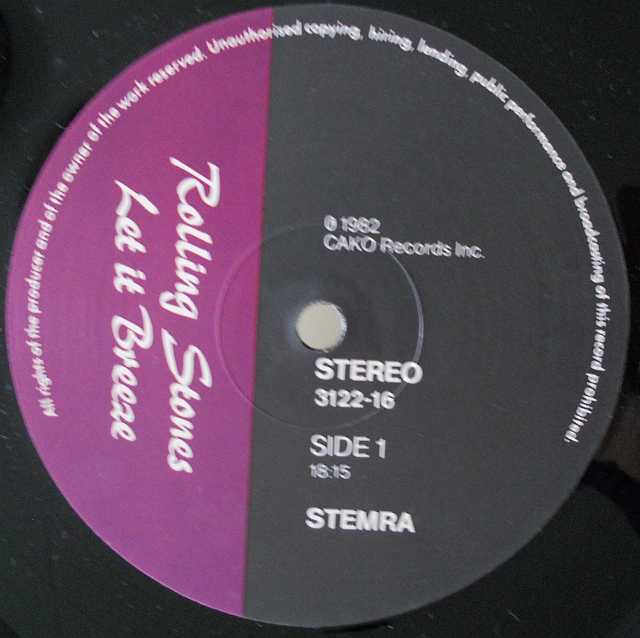 All rights of the producer and of the owner of the work reserved. Unauthorised copying, hiring, lending, public performance and broadcasting of this record prohibited.
Rolling Stones
Let it Breeze
℗ 1982
CAKO Records Inc.
STEREO
3122-16
SIDE 1
18:15
STEMRA